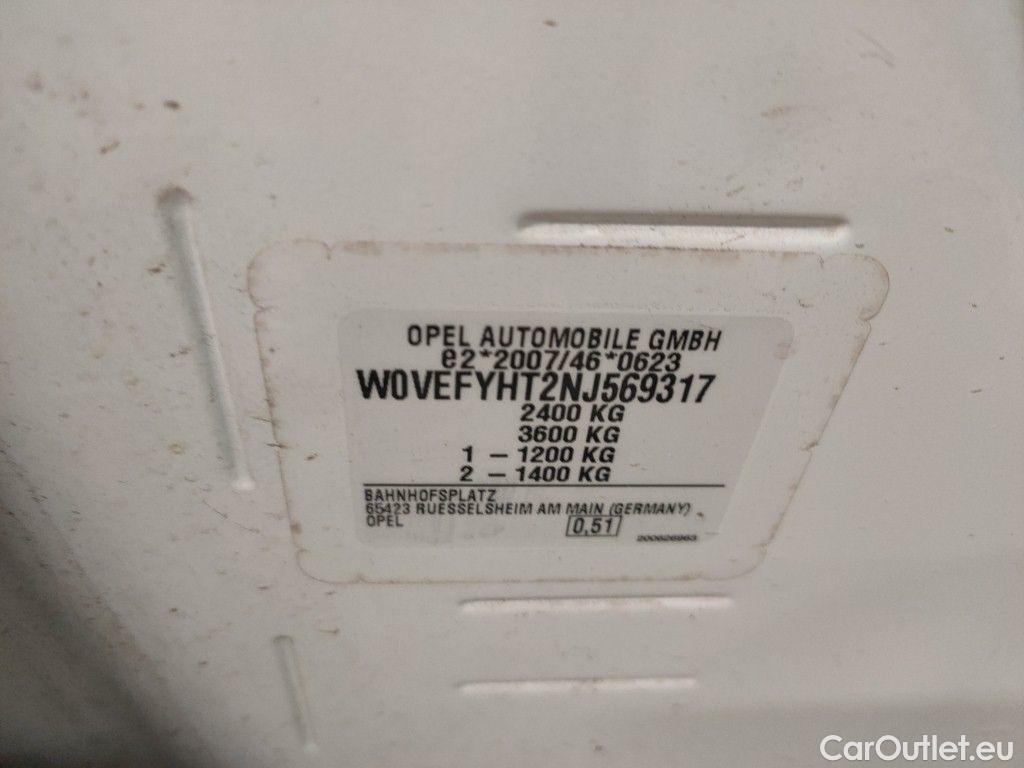 OPEL AUTOMOBILE GMBH
e2*2007/46*0623
W0VEFYHT2NJ569317
2400 KG
3600 KG
1 – 1200 KG
2 – 1400 KG
BAHNHOFSPLATZ
65423 RUESSELSHEIM AM MAIN (GERMANY)
OPEL 0,51
200626963
CarOutlet.eu